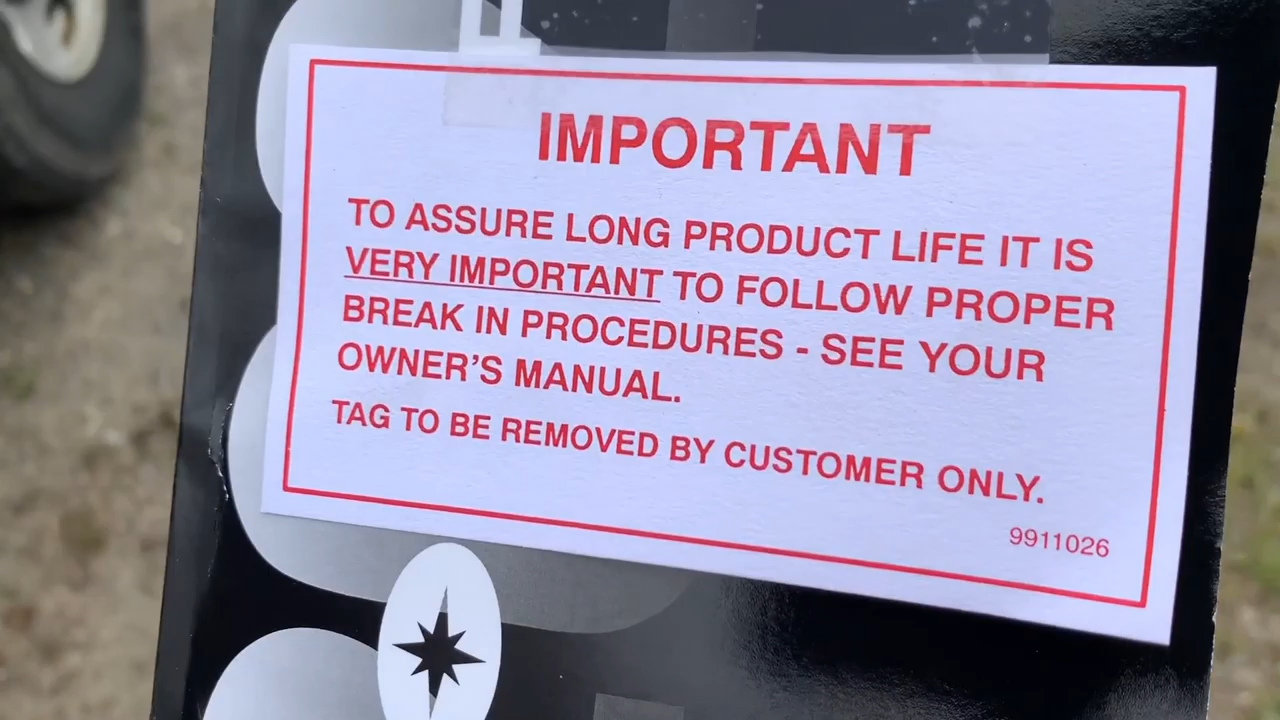 IMPORTANT
TO ASSURE LONG PRODUCT LIFE IT IS
VERY IMPORTANT TO FOLLOW PROPER
BREAK IN PROCEDURES - SEE YOUR
OWNER'S MANUAL.
TAG TO BE REMOVED BY CUSTOMER ONLY.
9911026